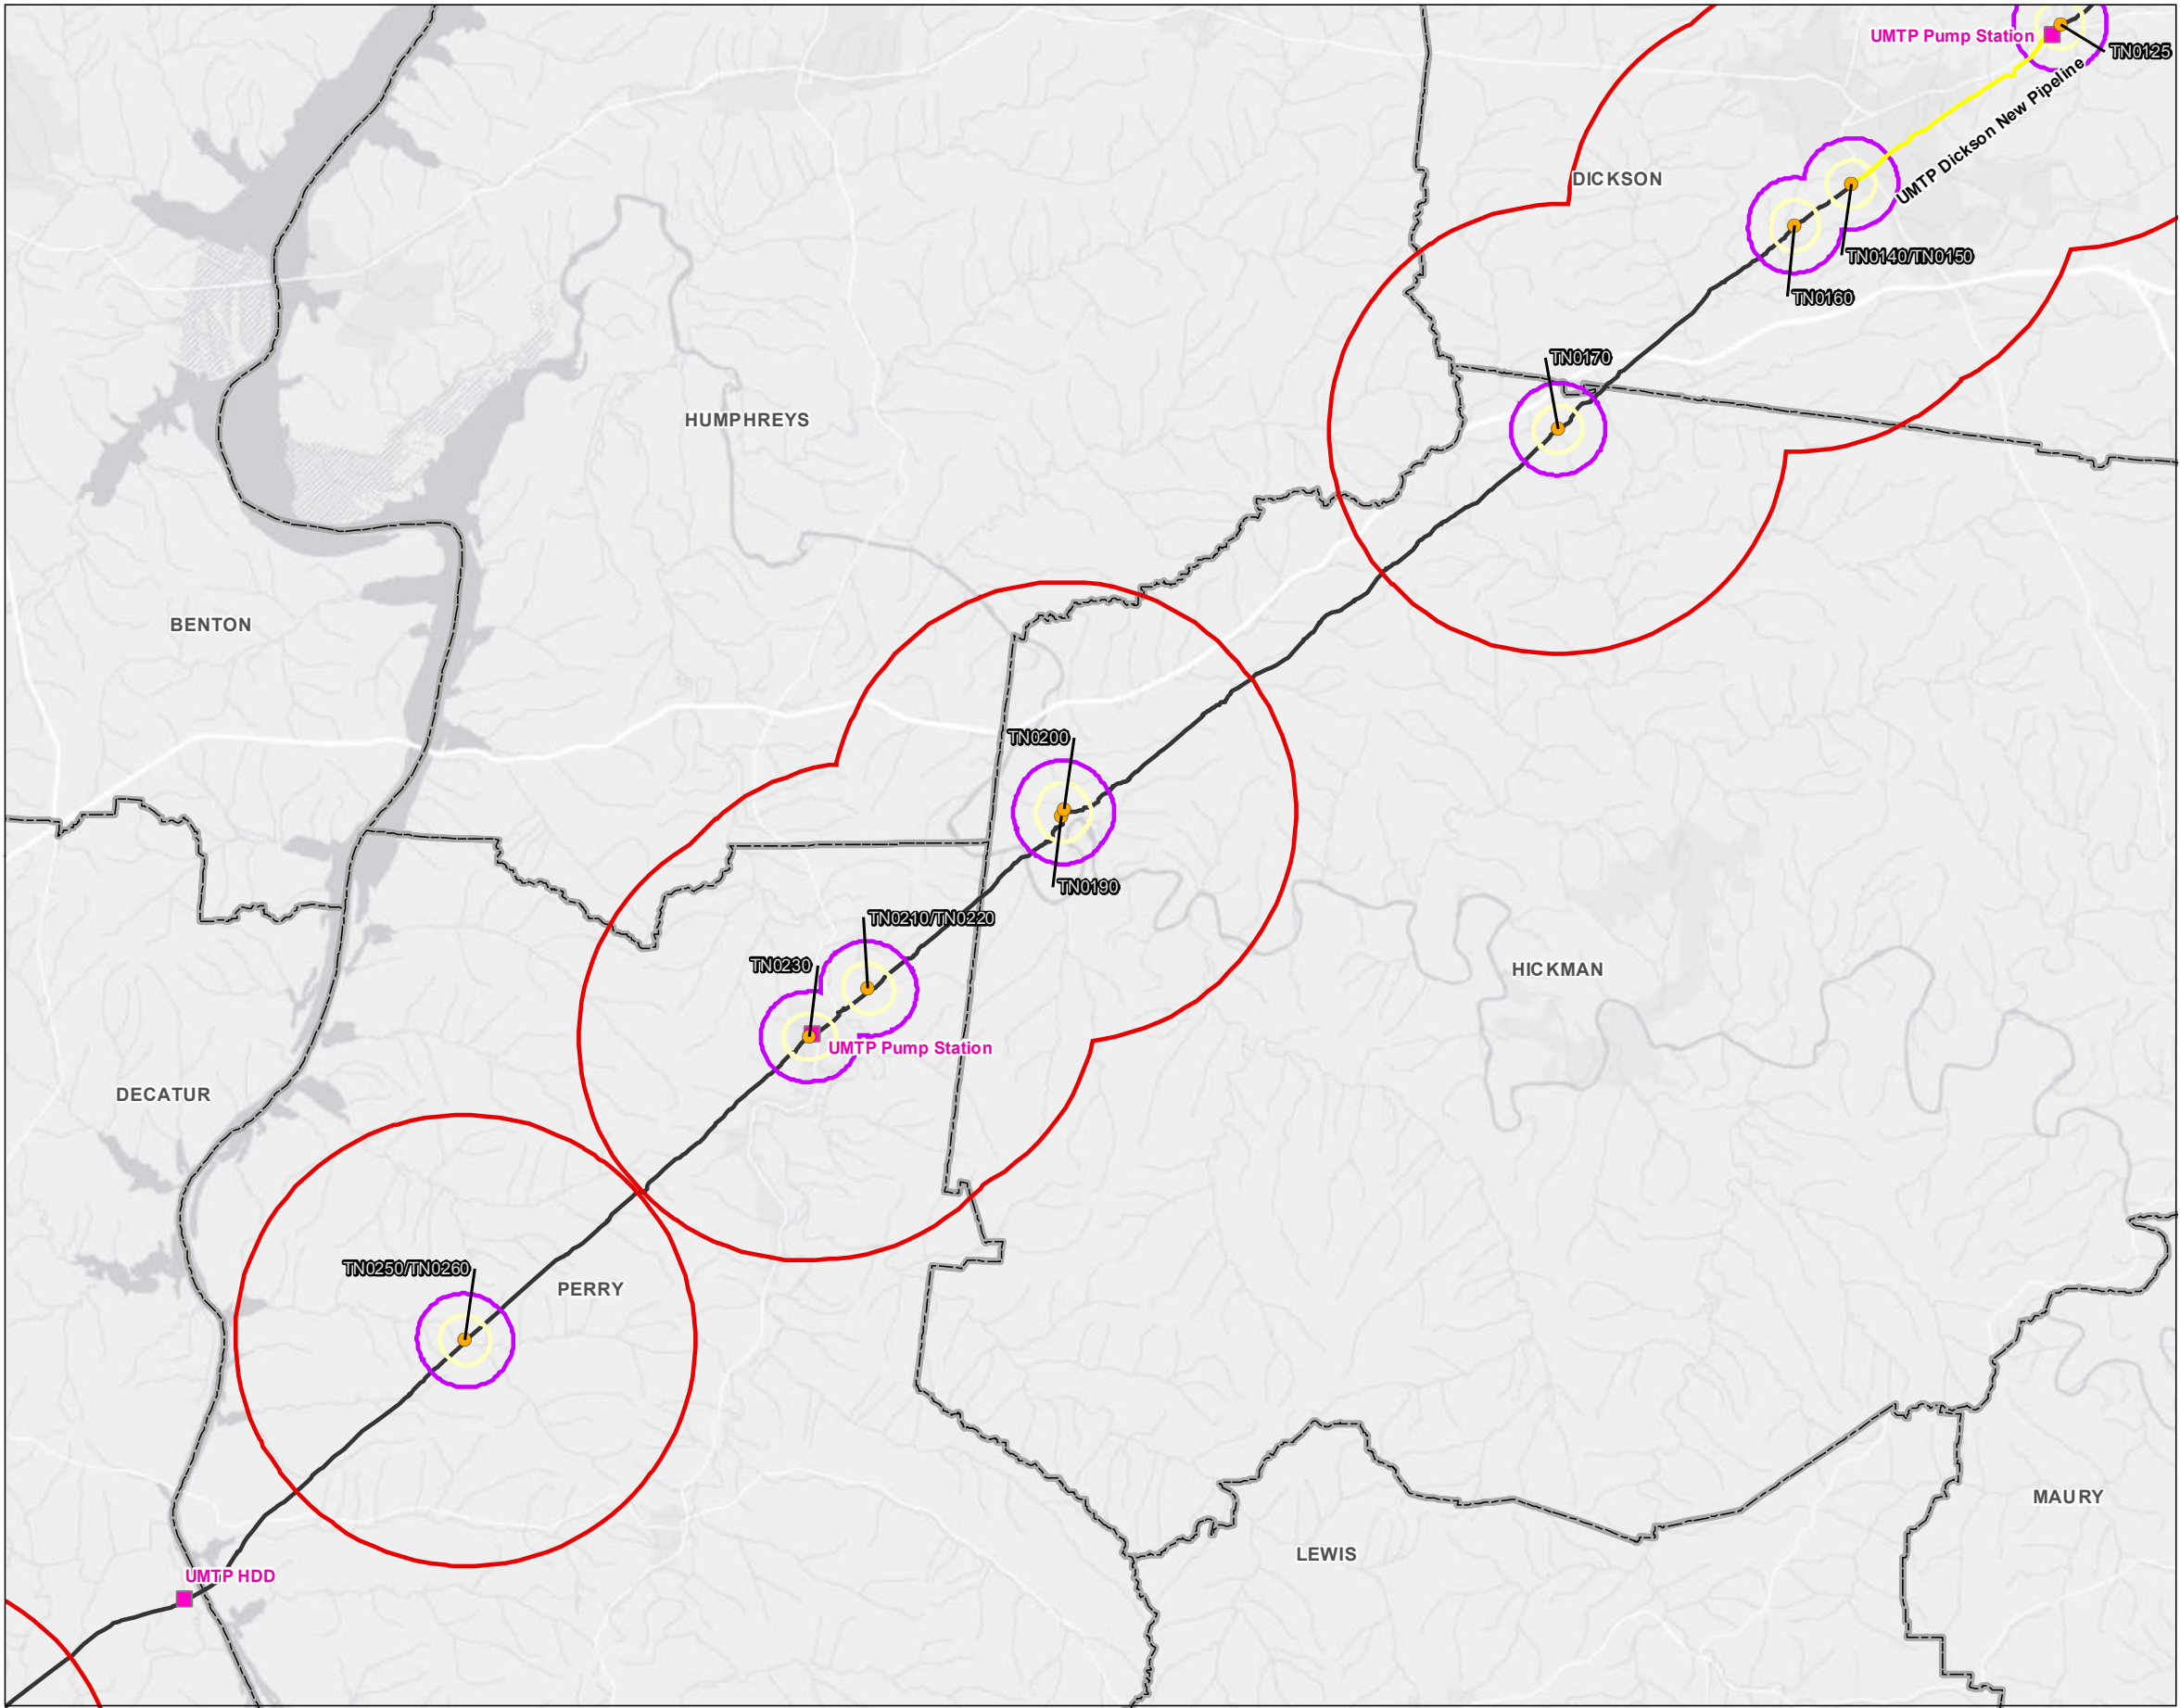 UMTP Pump Station
TN0125
UMTP Dickson New Pipeline
DICKSON
TN0140/TN0150
TN0160
TN0170
HUMPHREYS
BENTON
TN0200
TN0190
TN0210/TN0220
TN0230
HICKMAN
UMTP Pump Station
DECATUR
TN0250/TN0260
PERRY
MAURY
LEWIS
UMTP HDD